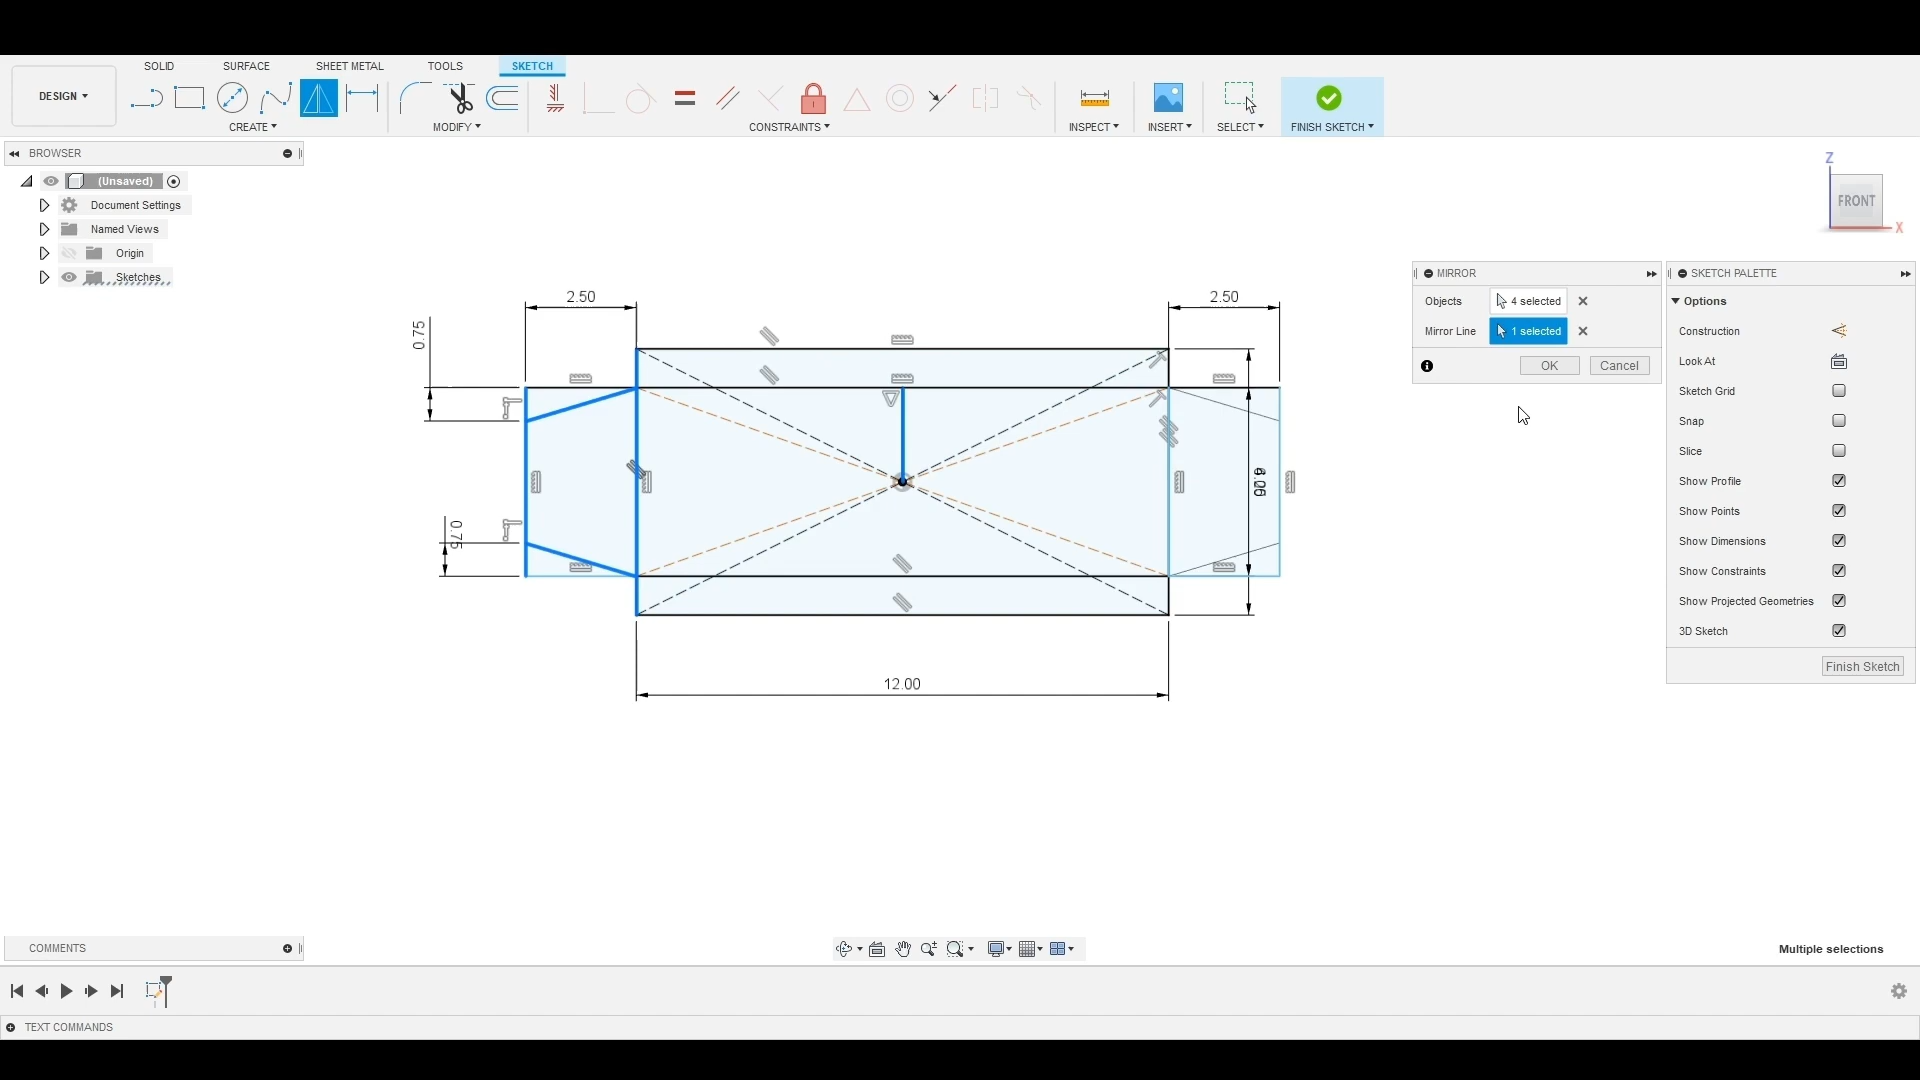 SOLID SURFACE SHEET METAL TOOLS SKETCH
DESIGN
CREATE MODIFY CONSTRAINTS INSPECT INSERT SELECT FINISH SKETCH
BROWSER
(Unsaved)
Document Settings
Named Views
Origin
Sketches
Z
FRONT
X
MIRROR
Objects 4 selected
Mirror Line 1 selected
OK Cancel
SKETCH PALETTE
Options
Construction
Look At
Sketch Grid
Snap
Slice
Show Profile
Show Points
Show Dimensions
Show Constraints
Show Projected Geometries
3D Sketch
Finish Sketch
2.50
2.50
0.75
0.75
12.00
COMMENTS
Multiple selections
TEXT COMMANDS